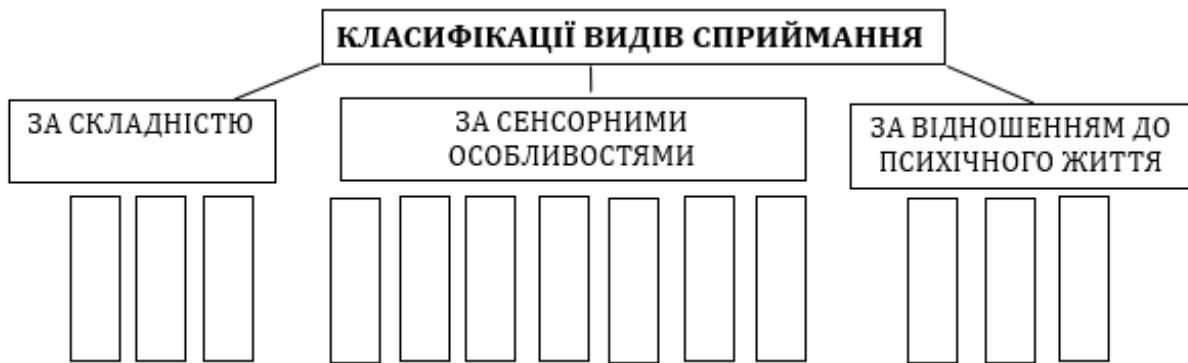 КЛАСИФІКАЦІЇ ВИДІВ СПРИЙМАННЯ
ЗА СКЛАДНІСТЮ
ЗА СЕНСОРНИМИ
ОСОБЛИВОСТЯМИ
ЗА ВІДНОШЕННЯМ ДО
ПСИХІЧНОГО ЖИТТЯ